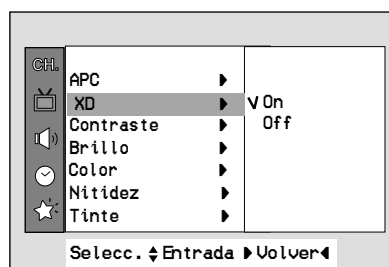 CH.
APC
XD
Contraste
Brillo
Color
Nitidez
Tinte
On
Off
Selecc. Entrada Volver